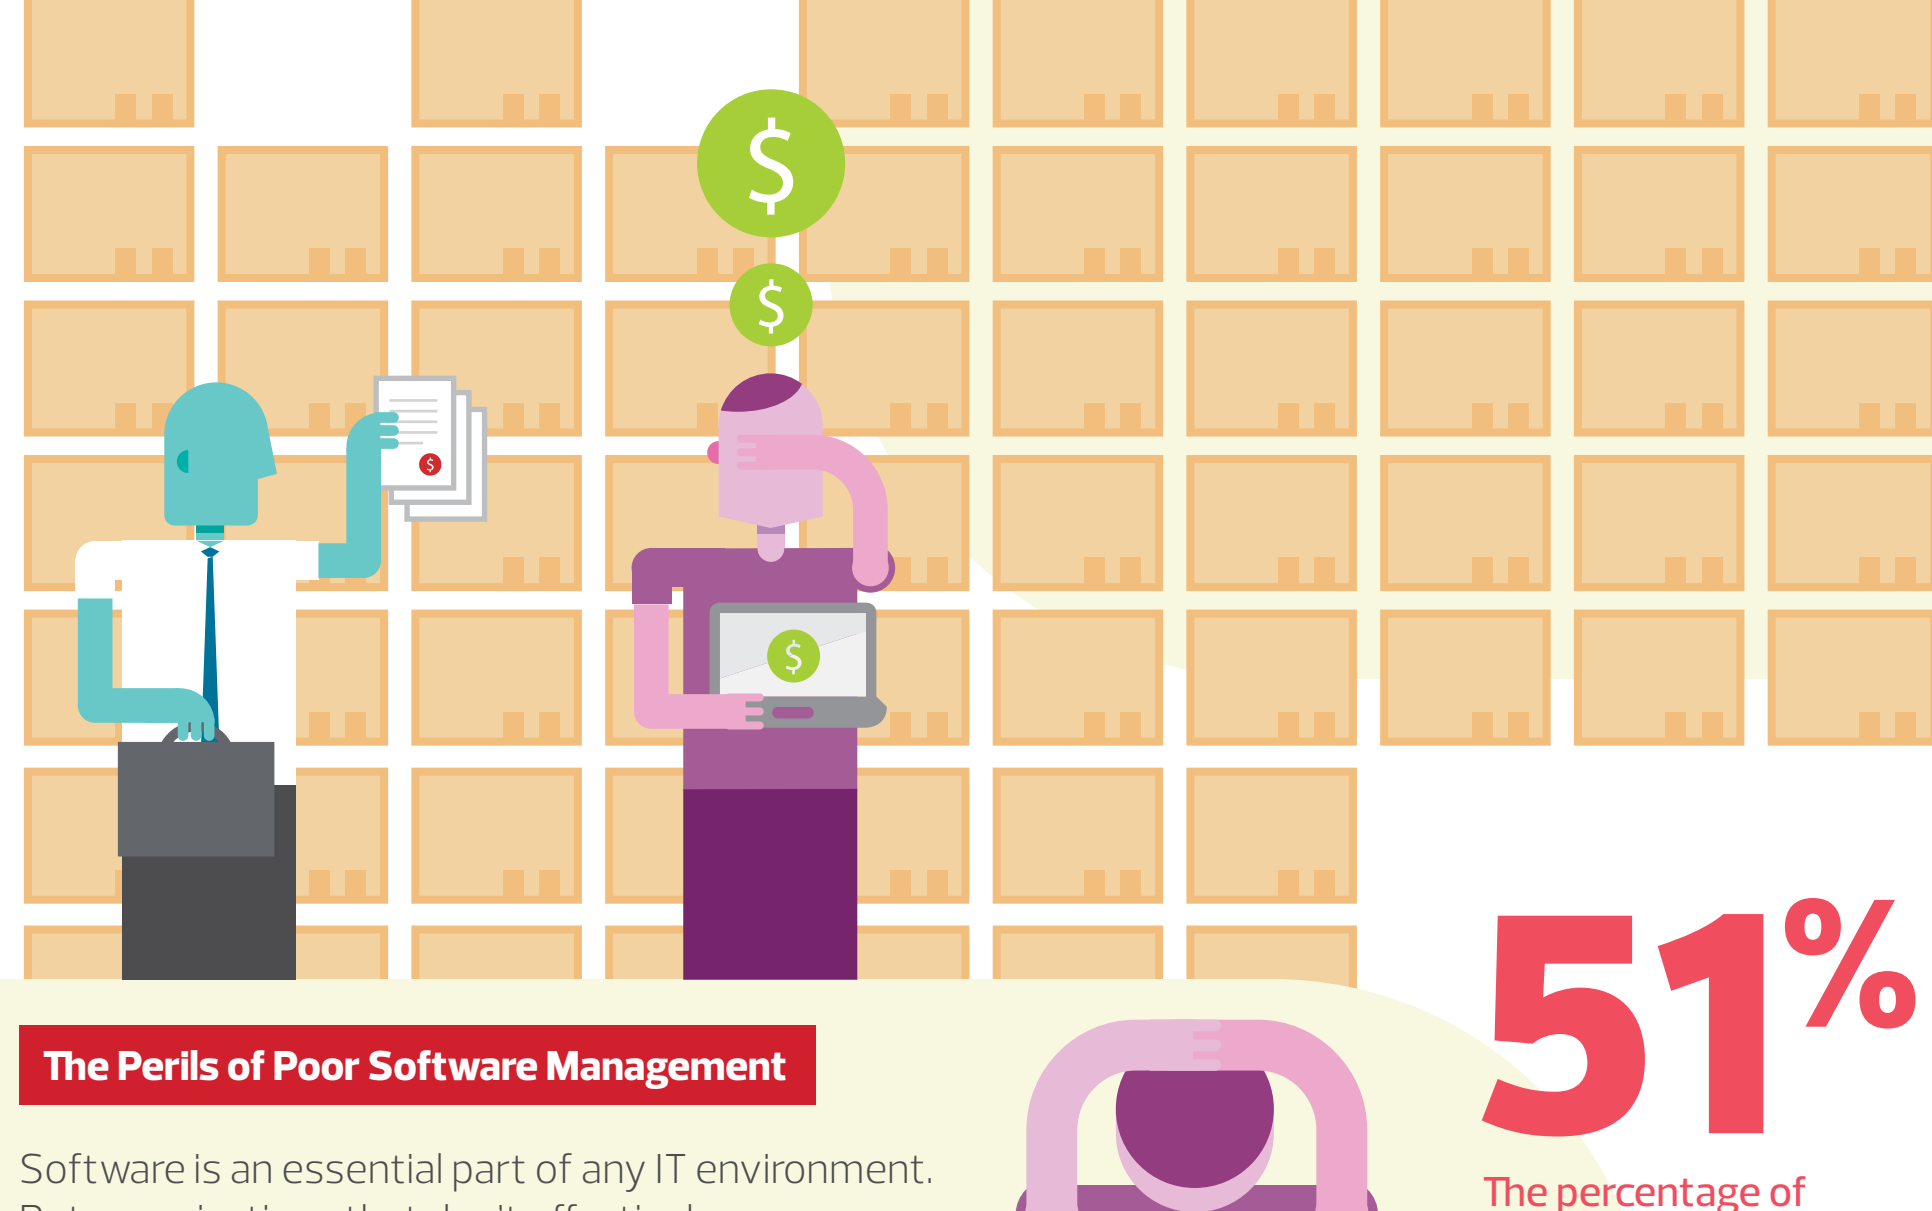 $
$
$
$
The Perils of Poor Software Management
Software is an essential part of any IT environment.
51%
The percentage of